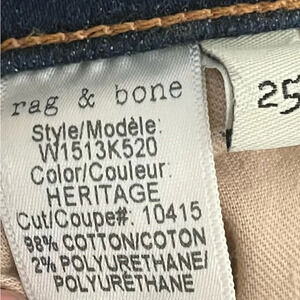 rag & bone
Style/Modèle:
W1513K520
Color/Couleur:
HERITAGE
Cut/Coupe#: 10415
98% COTTON/COTON
2% POLYURETHANE/
POLYURÉTHANE
25